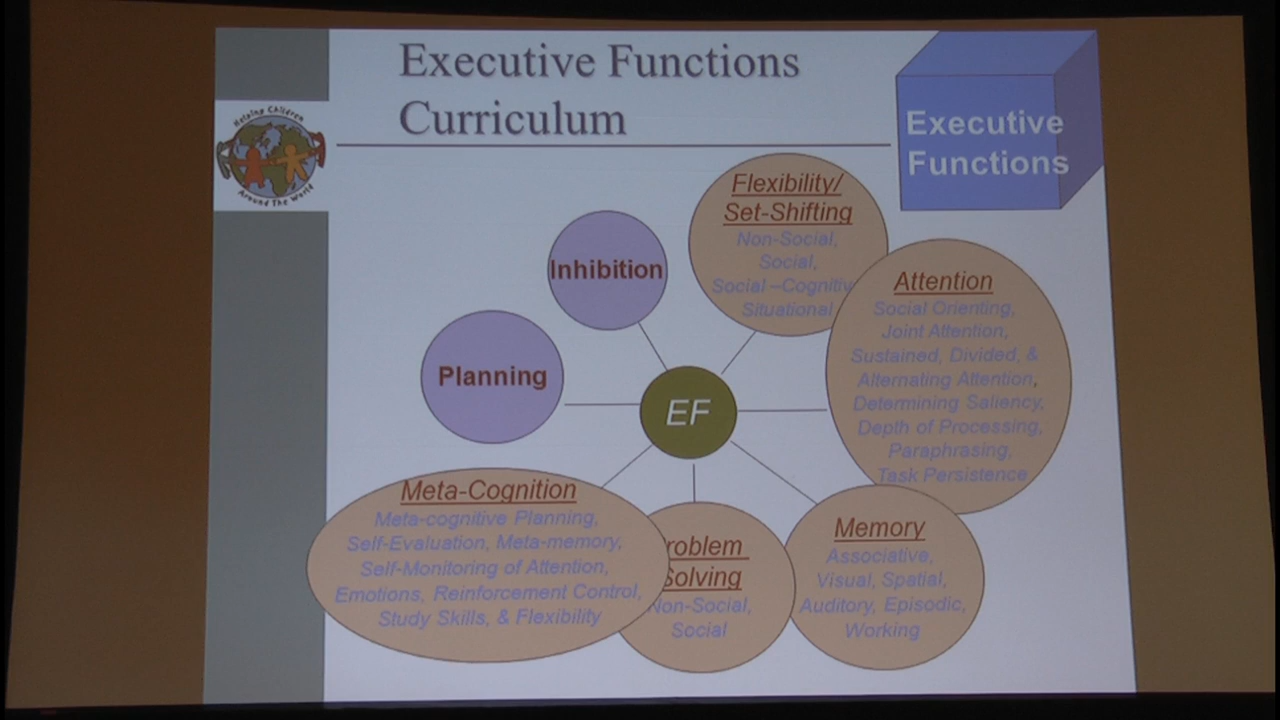 Executive Functions
Curriculum
Helping Children
Around The World
Executive
Functions
Flexibility/
Set-Shifting
Non-Social,
Social,
Social –Cognitiv
Situational
Inhibition
Attention
Social Orienting,
Joint Attention,
Sustained, Divided, &
Alternating Attention,
Determining Saliency,
Depth of Processing,
Paraphrasing,
Task Persistence
Planning
EF
Meta-Cognition
Meta-cognitive Planning,
Self-Evaluation, Meta-memory,
Self-Monitoring of Attention,
Emotions, Reinforcement Control,
Study Skills, & Flexibility
roblem
Solving
Non-Social,
Social
Memory
Associative,
Visual, Spatial,
Auditory, Episodic,
Working